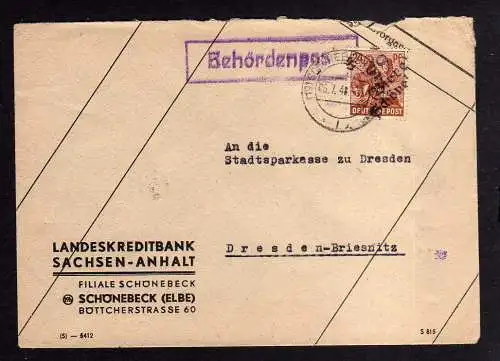 Behördenpos
DEUTSCHE POST
An die
Stadtsparkasse zu Dresden
Dresden-Briesnitz
LANDESKREDITBANK
SACHSEN-ANHALT
FILIALE SCHÖNEBECK
SCHÖNEBECK (ELBE)
BÖTTCHERSTRASSE 60
(5) — 6412
S 815